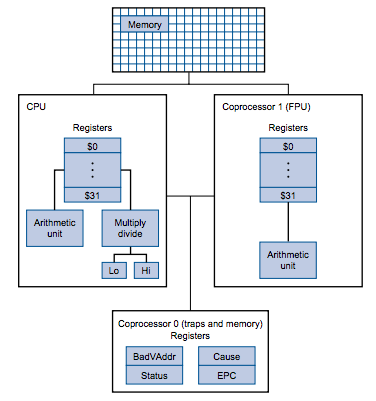 Memory
CPU
Registers
$0
$31
Arithmetic
unit
Multiply
divide
Lo
Hi
Coprocessor 1 (FPU)
Registers
$0
$31
Arithmetic
unit
Coprocessor 0 (traps and memory)
Registers
BadVAddr
Cause
Status
EPC